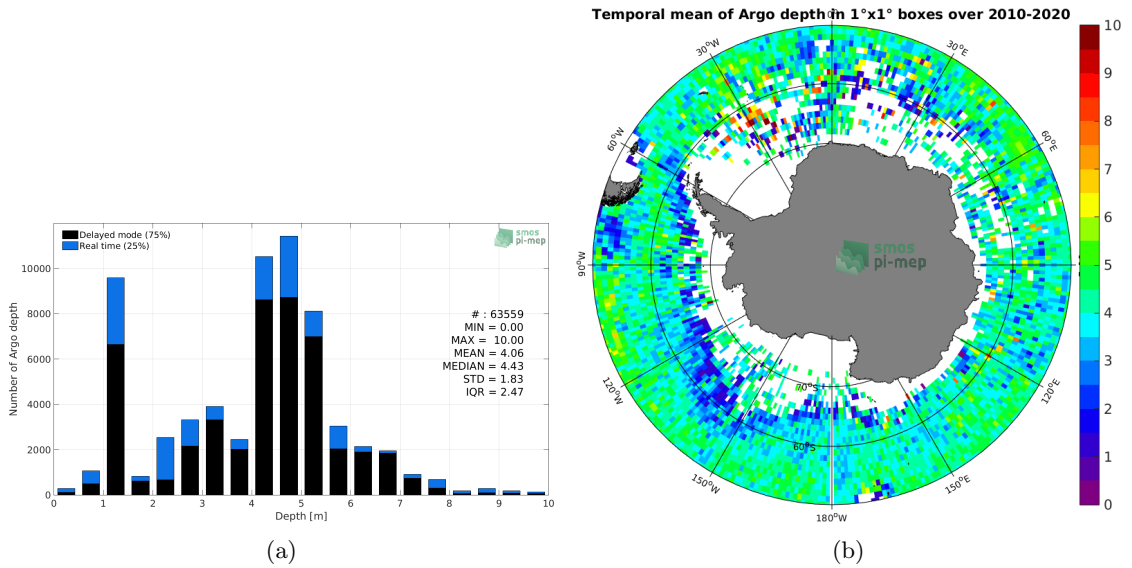 Delayed mode (75%)
Real time (25%)
smos
pi-mep
# : 63559
MIN = 0.00
MAX = 10.00
MEAN = 4.06
MEDIAN = 4.43
STD = 1.83
IQR = 2.47
Number of Argo depth
10000
8000
6000
4000
2000
0
0 1 2 3 4 5 6 7 8 9 10
Depth [m]
(a)
Temporal mean of Argo depth in 1°x1° boxes over 2010-2020
30°W
30°E
60°W
60°E
90°W
smos
pi-mep
120°W
120°E
70°S
60°S
150°W
150°E
180°W
10
9
8
7
6
5
4
3
2
1
0
(b)